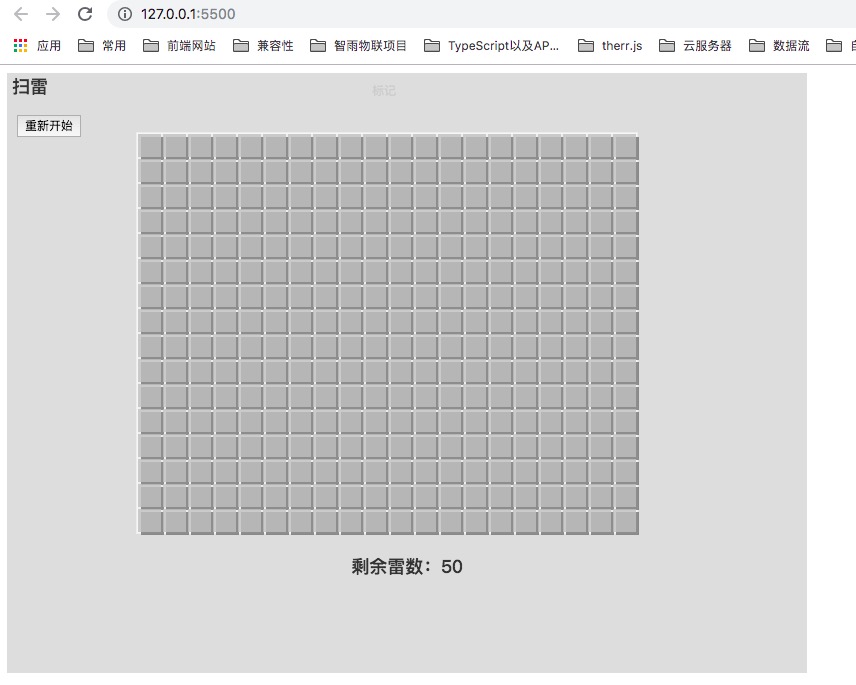 127.0.0.1:5500
应用 常用 前端网站 兼容性 智雨物联项目 TypeScript以及AP... therr.js 云服务器 数据流
扫雷
标记
重新开始
剩余雷数：50